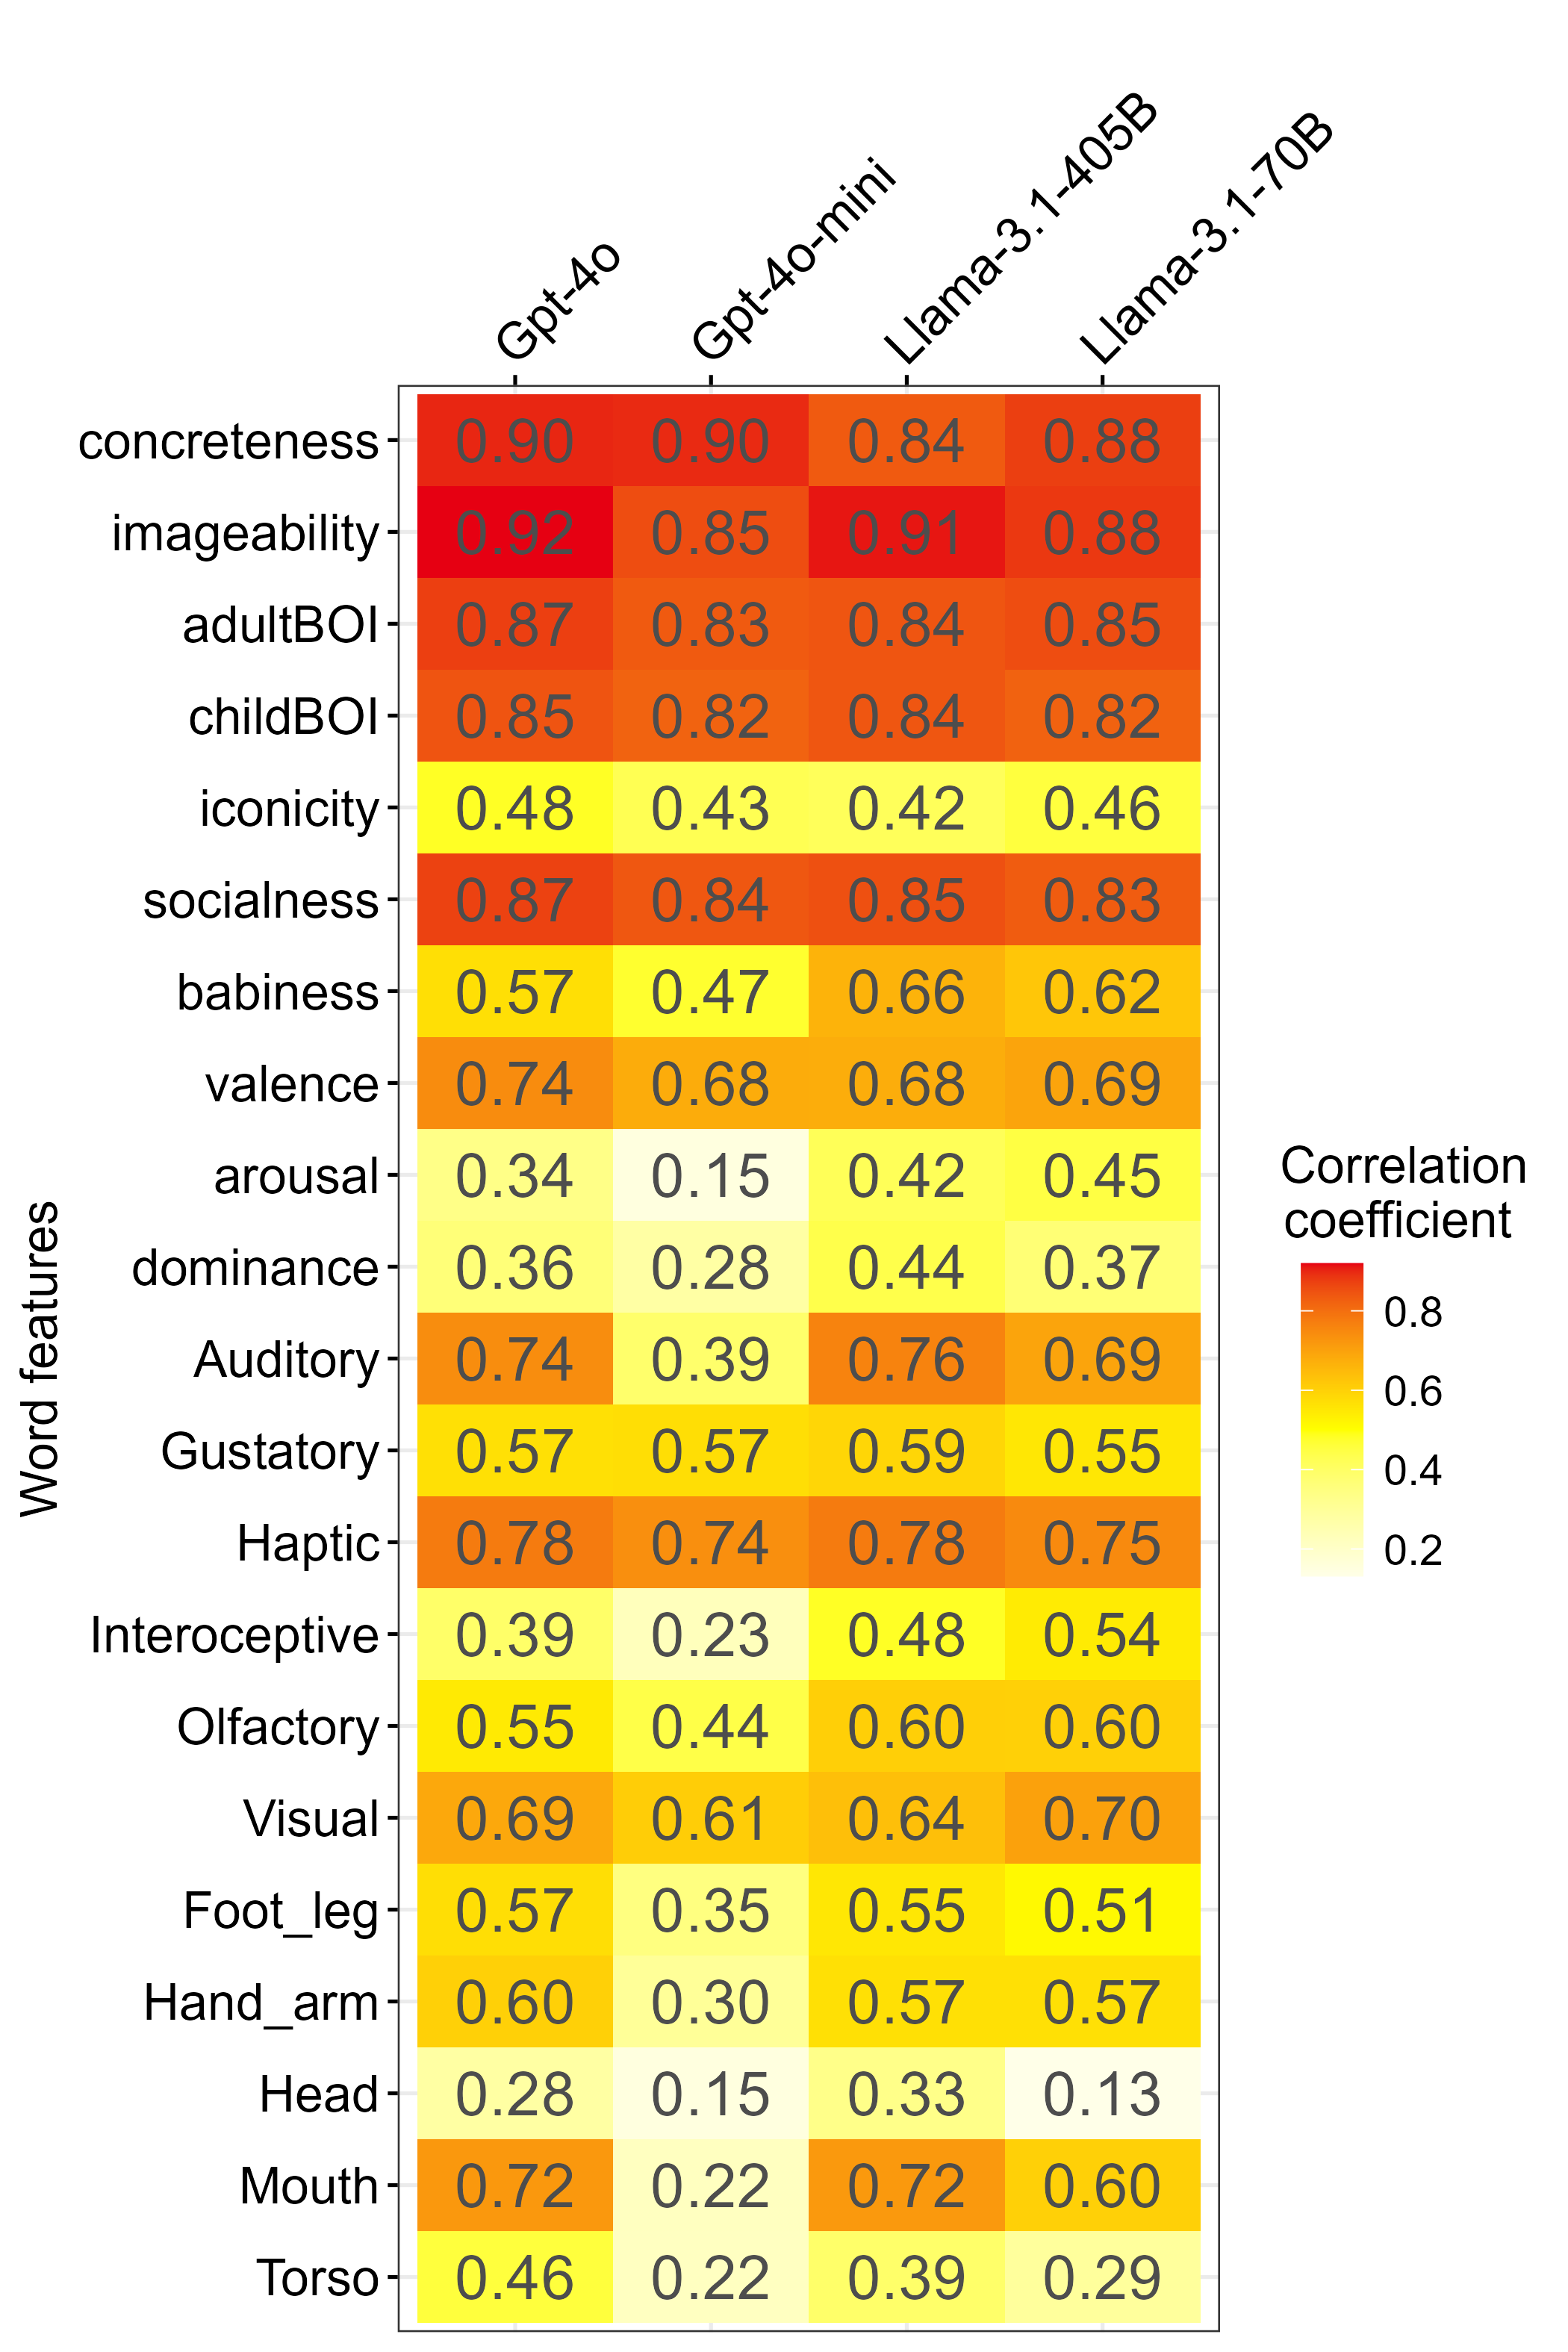 Gpt-4o Gpt-4o-mini Llama-3.1-405B Llama-3.1-70B
concreteness 0.90 0.90 0.84 0.88
imageability 0.92 0.85 0.91 0.88
adultBOI 0.87 0.83 0.84 0.85
childBOI 0.85 0.82 0.84 0.82
iconicity 0.48 0.43 0.42 0.46
socialness 0.87 0.84 0.85 0.83
babiness 0.57 0.47 0.66 0.62
valence 0.74 0.68 0.68 0.69
arousal 0.34 0.15 0.42 0.45
dominance 0.36 0.28 0.44 0.37
Auditory 0.74 0.39 0.76 0.69
Gustatory 0.57 0.57 0.59 0.55
Haptic 0.78 0.74 0.78 0.75
Interoceptive 0.39 0.23 0.48 0.54
Olfactory 0.55 0.44 0.60 0.60
Visual 0.69 0.61 0.64 0.70
Foot_leg 0.57 0.35 0.55 0.51
Hand_arm 0.60 0.30 0.57 0.57
Head 0.28 0.15 0.33 0.13
Mouth 0.72 0.22 0.72 0.60
Torso 0.46 0.22 0.39 0.29
Word features
Correlation
coefficient
0.8
0.6
0.4
0.2